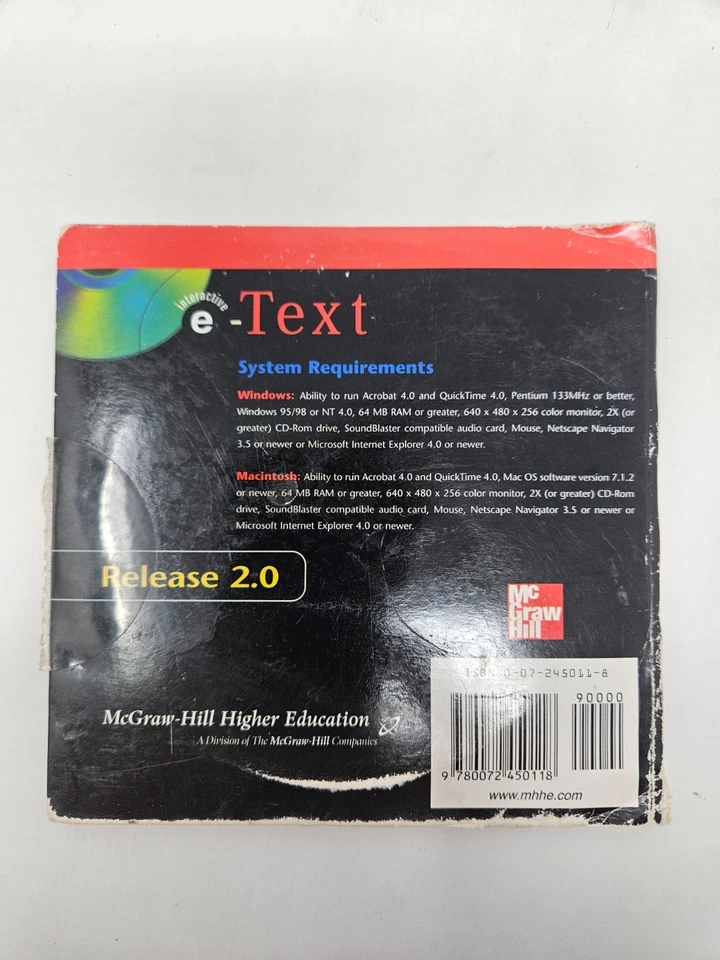 interactive
e-Text
System Requirements
Windows: Ability to run Acrobat 4.0 and QuickTime 4.0, Pentium 133MHz or better,
Windows 95/98 or NT 4.0, 64 MB RAM or greater, 640 x 480 x 256 color monitor, 2X (or
greater) CD-Rom drive, SoundBlaster compatible audio card, Mouse, Netscape Navigator
3.5 or newer or Microsoft Internet Explorer 4.0 or newer.
Macintosh: Ability to run Acrobat 4.0 and QuickTime 4.0, Mac OS software version 7.1.2
or newer, 64 MB RAM or greater, 640 x 480 x 256 color monitor, 2X (or greater) CD-Rom
drive, SoundBlaster compatible audio card, Mouse, Netscape Navigator 3.5 or newer or
Microsoft Internet Explorer 4.0 or newer.
Release 2.0
Mc
Graw
Hill
ISBN 0-07-245011-8
90000
9 780072 450118
www.mhhe.com
McGraw-Hill Higher Education
A Division of The McGraw-Hill Companies